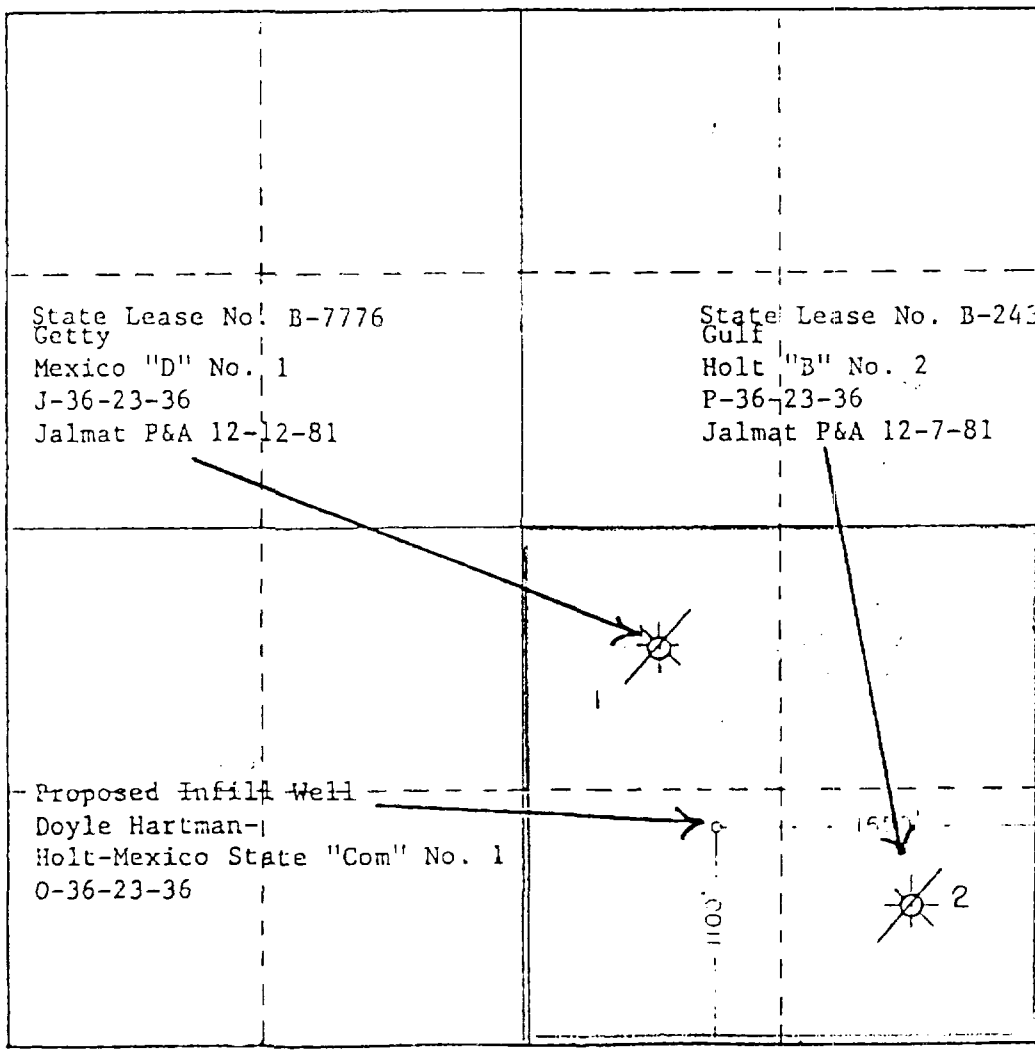 State Lease No. B-7776
Getty
Mexico "D" No. 1
J-36-23-36
Jalmat P&A 12-12-81
State Lease No. B-243
Gulf
Holt "B" No. 2
P-36-23-36
Jalmat P&A 12-7-81
1
Proposed Infill Well
Doyle Hartman-
Holt-Mexico State "Com" No. 1
O-36-23-36
1650'
1100'
2